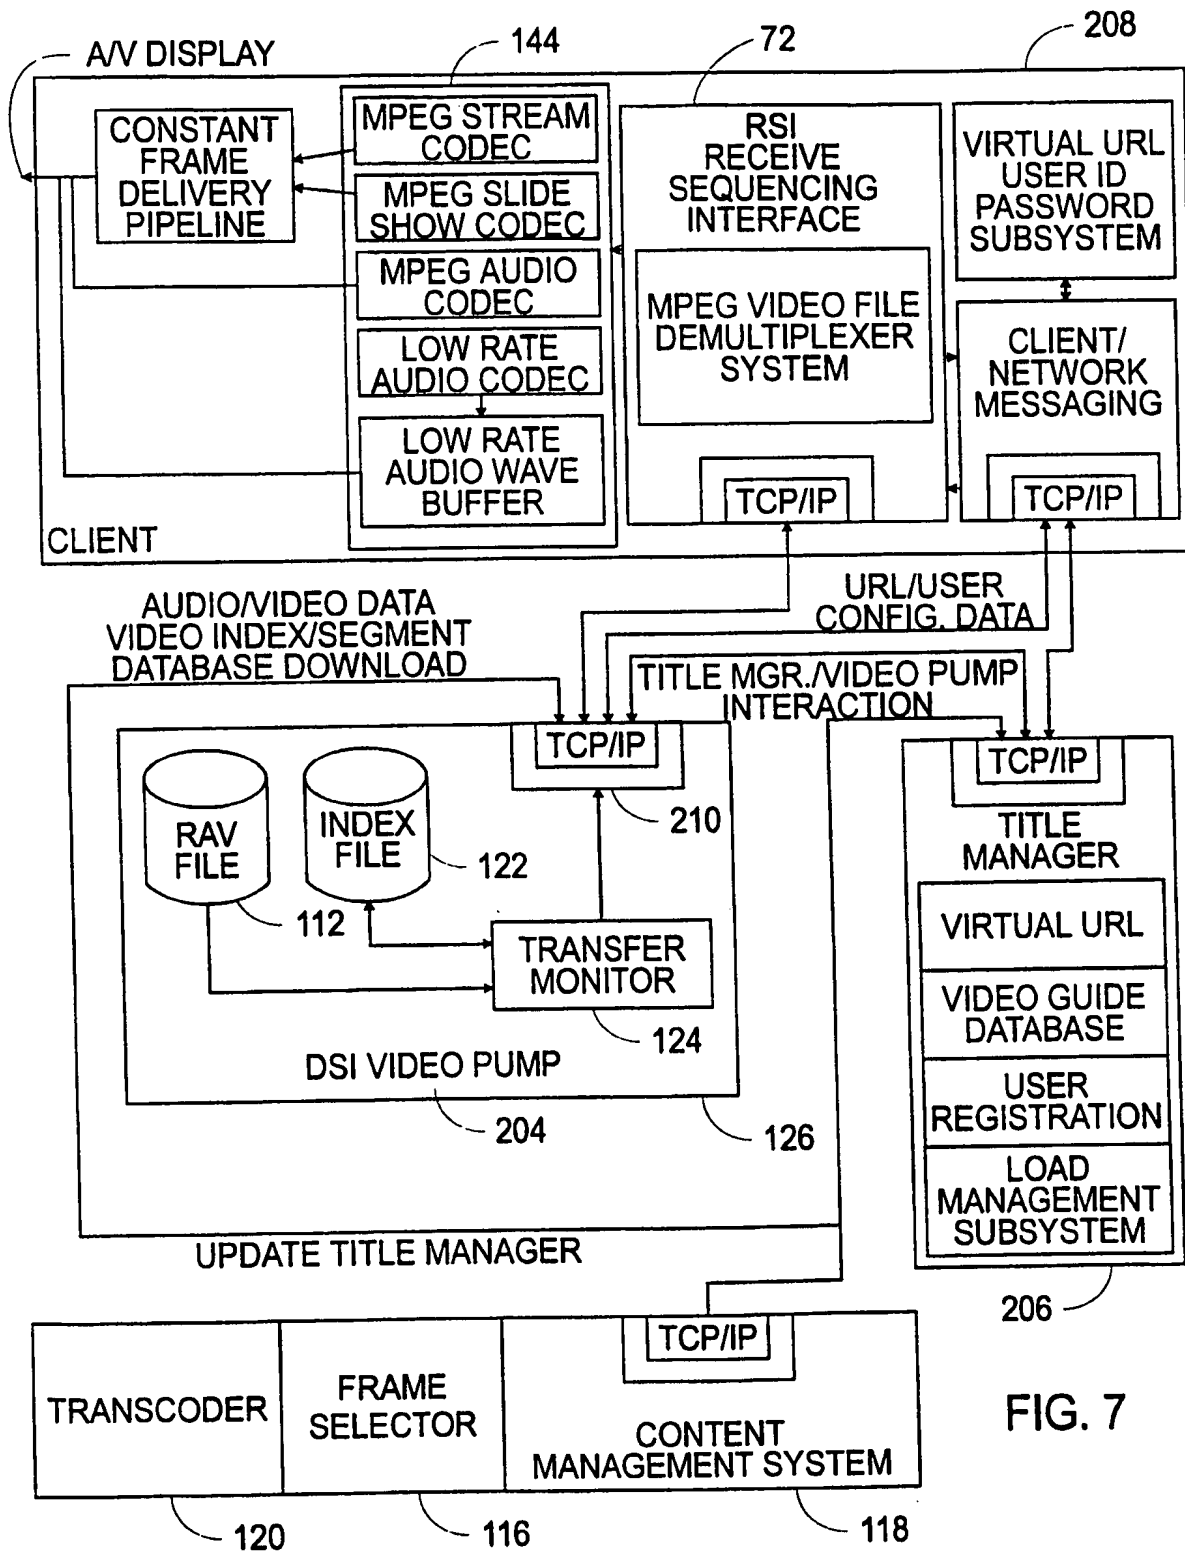 A/V DISPLAY
144
72
208
CONSTANT
FRAME
DELIVERY
PIPELINE
MPEG STREAM
CODEC
MPEG SLIDE
SHOW CODEC
MPEG AUDIO
CODEC
LOW RATE
AUDIO CODEC
LOW RATE
AUDIO WAVE
BUFFER
RSI
RECEIVE
SEQUENCING
INTERFACE
MPEG VIDEO FILE
DEMULTIPLEXER
SYSTEM
TCP/IP
VIRTUAL URL
USER ID
PASSWORD
SUBSYSTEM
CLIENT/
NETWORK
MESSAGING
TCP/IP
CLIENT
AUDIO/VIDEO DATA
VIDEO INDEX/SEGMENT
DATABASE DOWNLOAD
URL/USER
CONFIG. DATA
TITLE MGR./VIDEO PUMP
INTERACTION
TCP/IP
210
RAV
FILE
112
INDEX
FILE
122
TRANSFER
MONITOR
124
DSI VIDEO PUMP
204
126
TCP/IP
TITLE
MANAGER
VIRTUAL URL
VIDEO GUIDE
DATABASE
USER
REGISTRATION
LOAD
MANAGEMENT
SUBSYSTEM
206
UPDATE TITLE MANAGER
TRANSCODER
FRAME
SELECTOR
TCP/IP
CONTENT
MANAGEMENT SYSTEM
120
116
118
FIG. 7